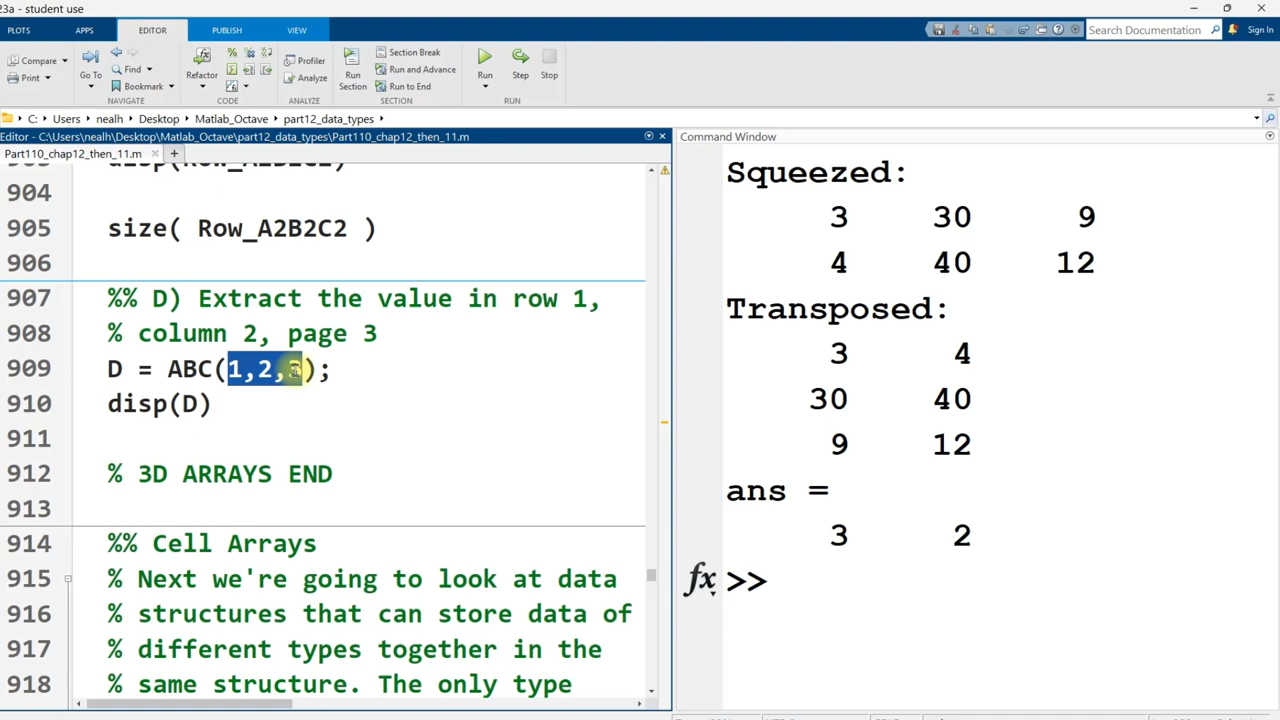 23a - student use
PLOTS APPS EDITOR PUBLISH VIEW
Search Documentation Sign In
Compare Print Go To Find Bookmark Refactor Profiler Analyze Run Section Section Break Run and Advance Run to End Run Step Stop
NAVIGATE CODE ANALYZE SECTION RUN
C: Users nealh Desktop Matlab_Octave part12_data_types
Editor - C:\Users\nealh\Desktop\Matlab_Octave\part12_data_types\Part110_chap12_then_11.m
Part110_chap12_then_11.m +
disp(Row_A2B2C2)
904
905 size( Row_A2B2C2 )
906
907 %% D) Extract the value in row 1,
908 % column 2, page 3
909 D = ABC(1,2,3);
910 disp(D)
911
912 % 3D ARRAYS END
913
914 %% Cell Arrays
915 % Next we're going to look at data
916 % structures that can store data of
917 % different types together in the
918 % same structure. The only type
Command Window
Squeezed:
3 30 9
4 40 12
Transposed:
3 4
30 40
9 12
ans =
3 2
fx >>